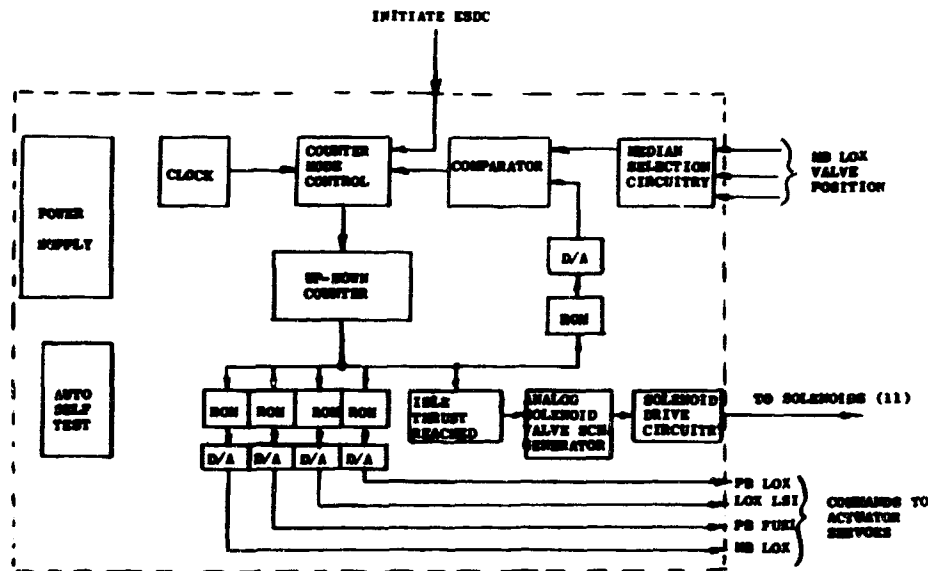 INITIATE ESDC
CLOCK
COUNTER
MODE
CONTROL
COMPARATOR
MEDIAN
SELECTION
CIRCUITRY
MB LOX
VALVE
POSITION
POWER
SUPPLY
UP-DOWN
COUNTER
D/A
ROM
AUTO
SELF
TEST
ROM ROM ROM ROM
D/A D/A D/A D/A
IDLE
THRUST
REACHED
ANALOG
SOLENOID
VALVE SCH
GENERATOR
SOLENOID
DRIVE
CIRCUITRY
TO SOLENOIDS (11)
PB LOX
LOX LSI
PB FUEL
MB LOX
COMMANDS TO
ACTUATOR
SERVOS